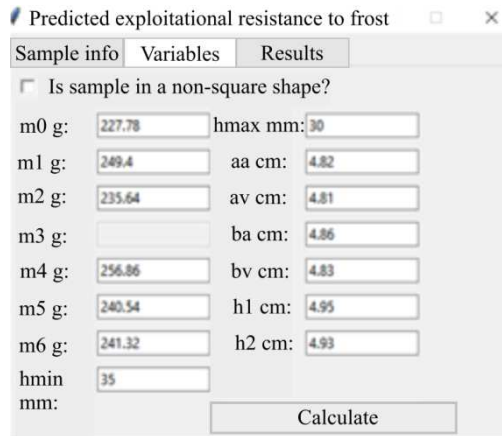 Predicted exploitational resistance to frost
Sample info Variables Results
Is sample in a non-square shape?
m0 g: 227.78 hmax mm: 30
m1 g: 249.4 aa cm: 4.82
m2 g: 235.64 av cm: 4.81
m3 g: ba cm: 4.86
m4 g: 256.86 bv cm: 4.83
m5 g: 240.54 h1 cm: 4.95
m6 g: 241.32 h2 cm: 4.93
hmin 35
mm:
Calculate